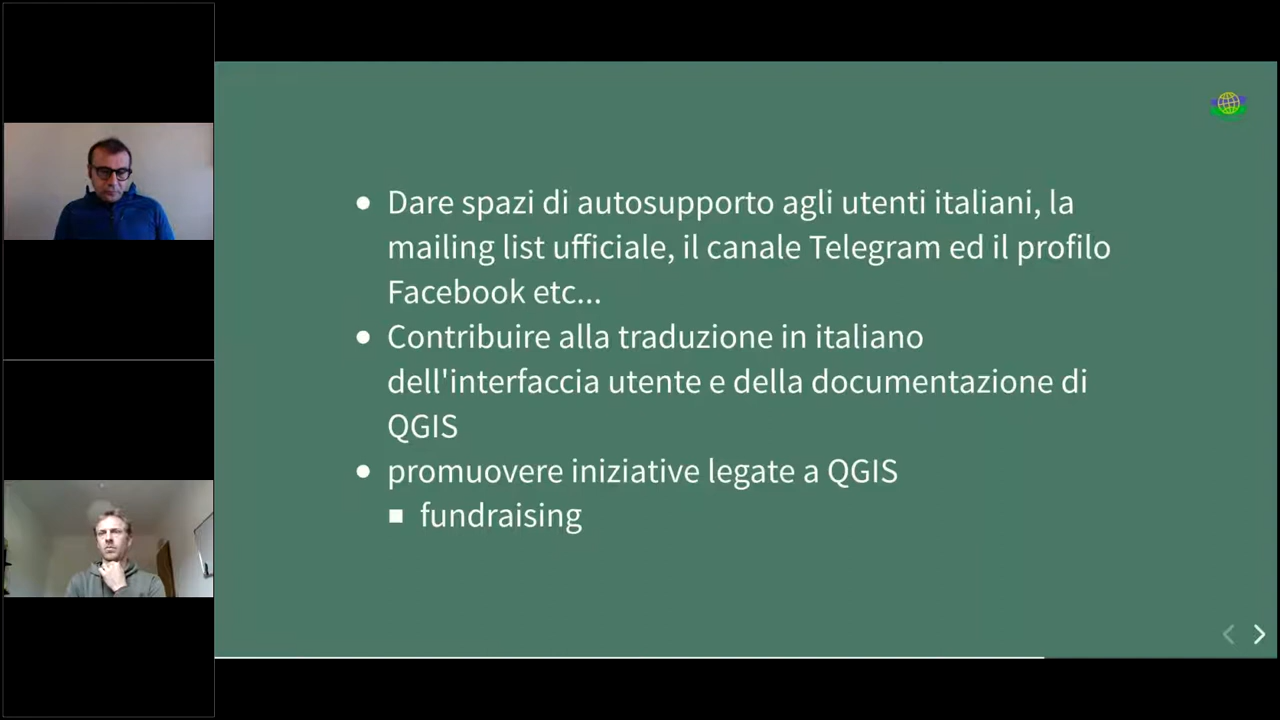 Dare spazi di autosupporto agli utenti italiani, la
mailing list ufficiale, il canale Telegram ed il profilo
Facebook etc...
Contribuire alla traduzione in italiano
dell'interfaccia utente e della documentazione di
QGIS
promuovere iniziative legate a QGIS
fundraising